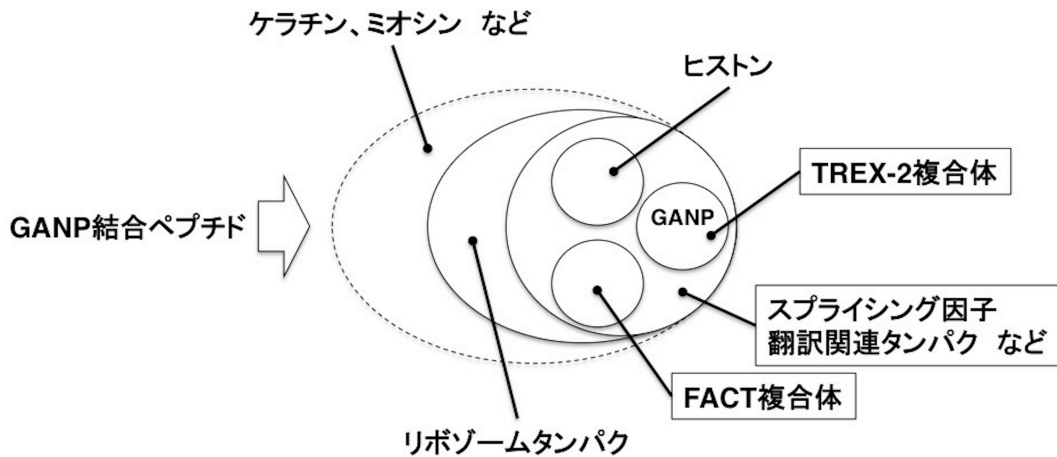 ケラチン、ミオシン など
ヒストン
TREX-2複合体
GANP
GANP結合ペプチド
スプライシング因子
翻訳関連タンパク など
FACT複合体
リボゾームタンパク